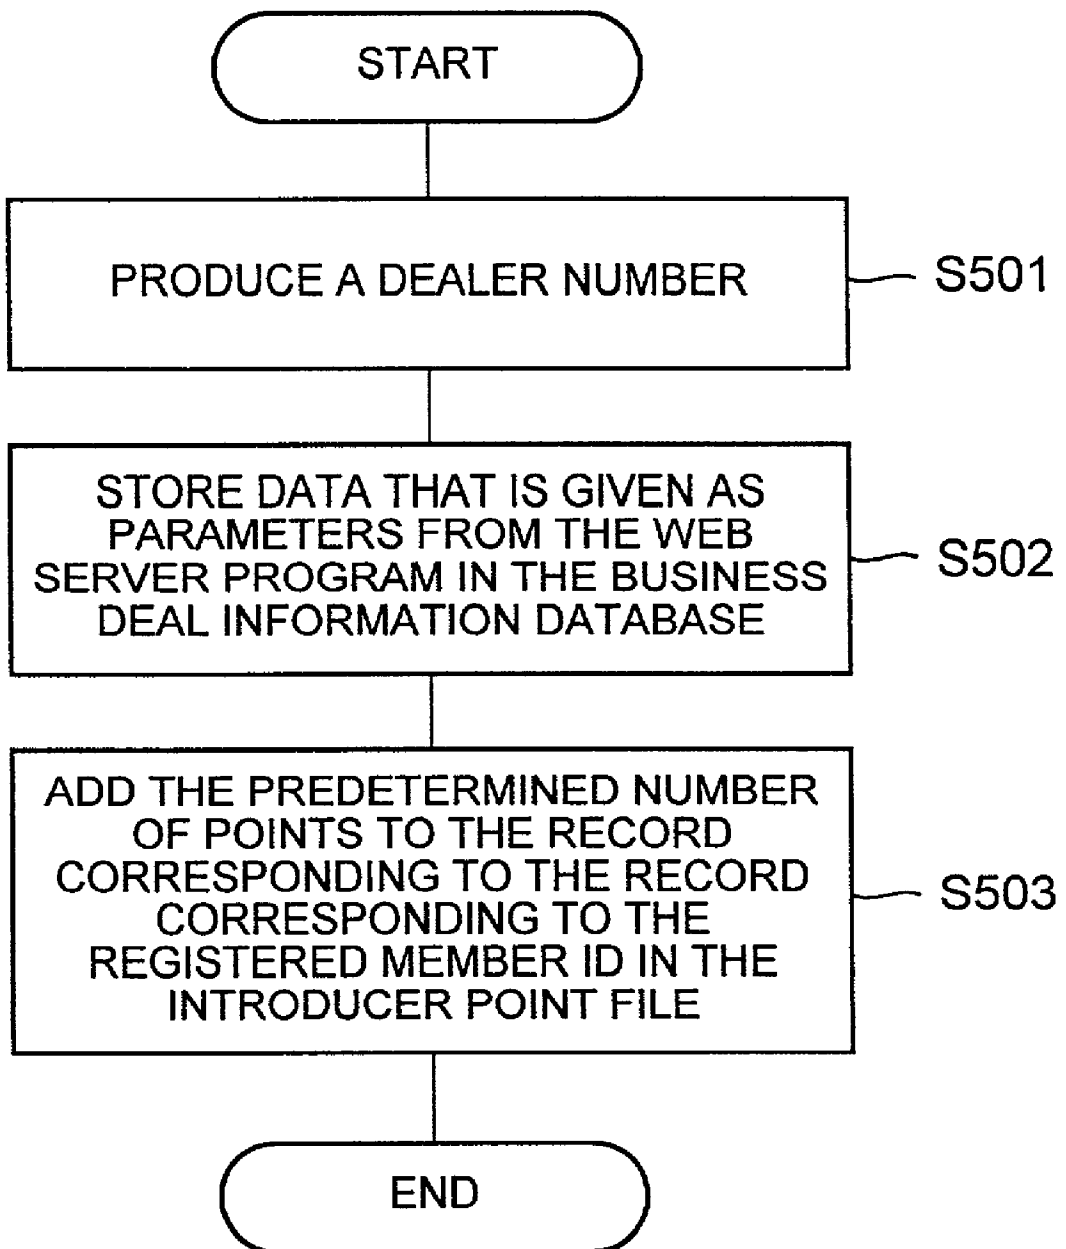 START
PRODUCE A DEALER NUMBER
S501
STORE DATA THAT IS GIVEN AS
PARAMETERS FROM THE WEB
SERVER PROGRAM IN THE BUSINESS
DEAL INFORMATION DATABASE
S502
ADD THE PREDETERMINED NUMBER
OF POINTS TO THE RECORD
CORRESPONDING TO THE RECORD
CORRESPONDING TO THE
REGISTERED MEMBER ID IN THE
INTRODUCER POINT FILE
S503
END